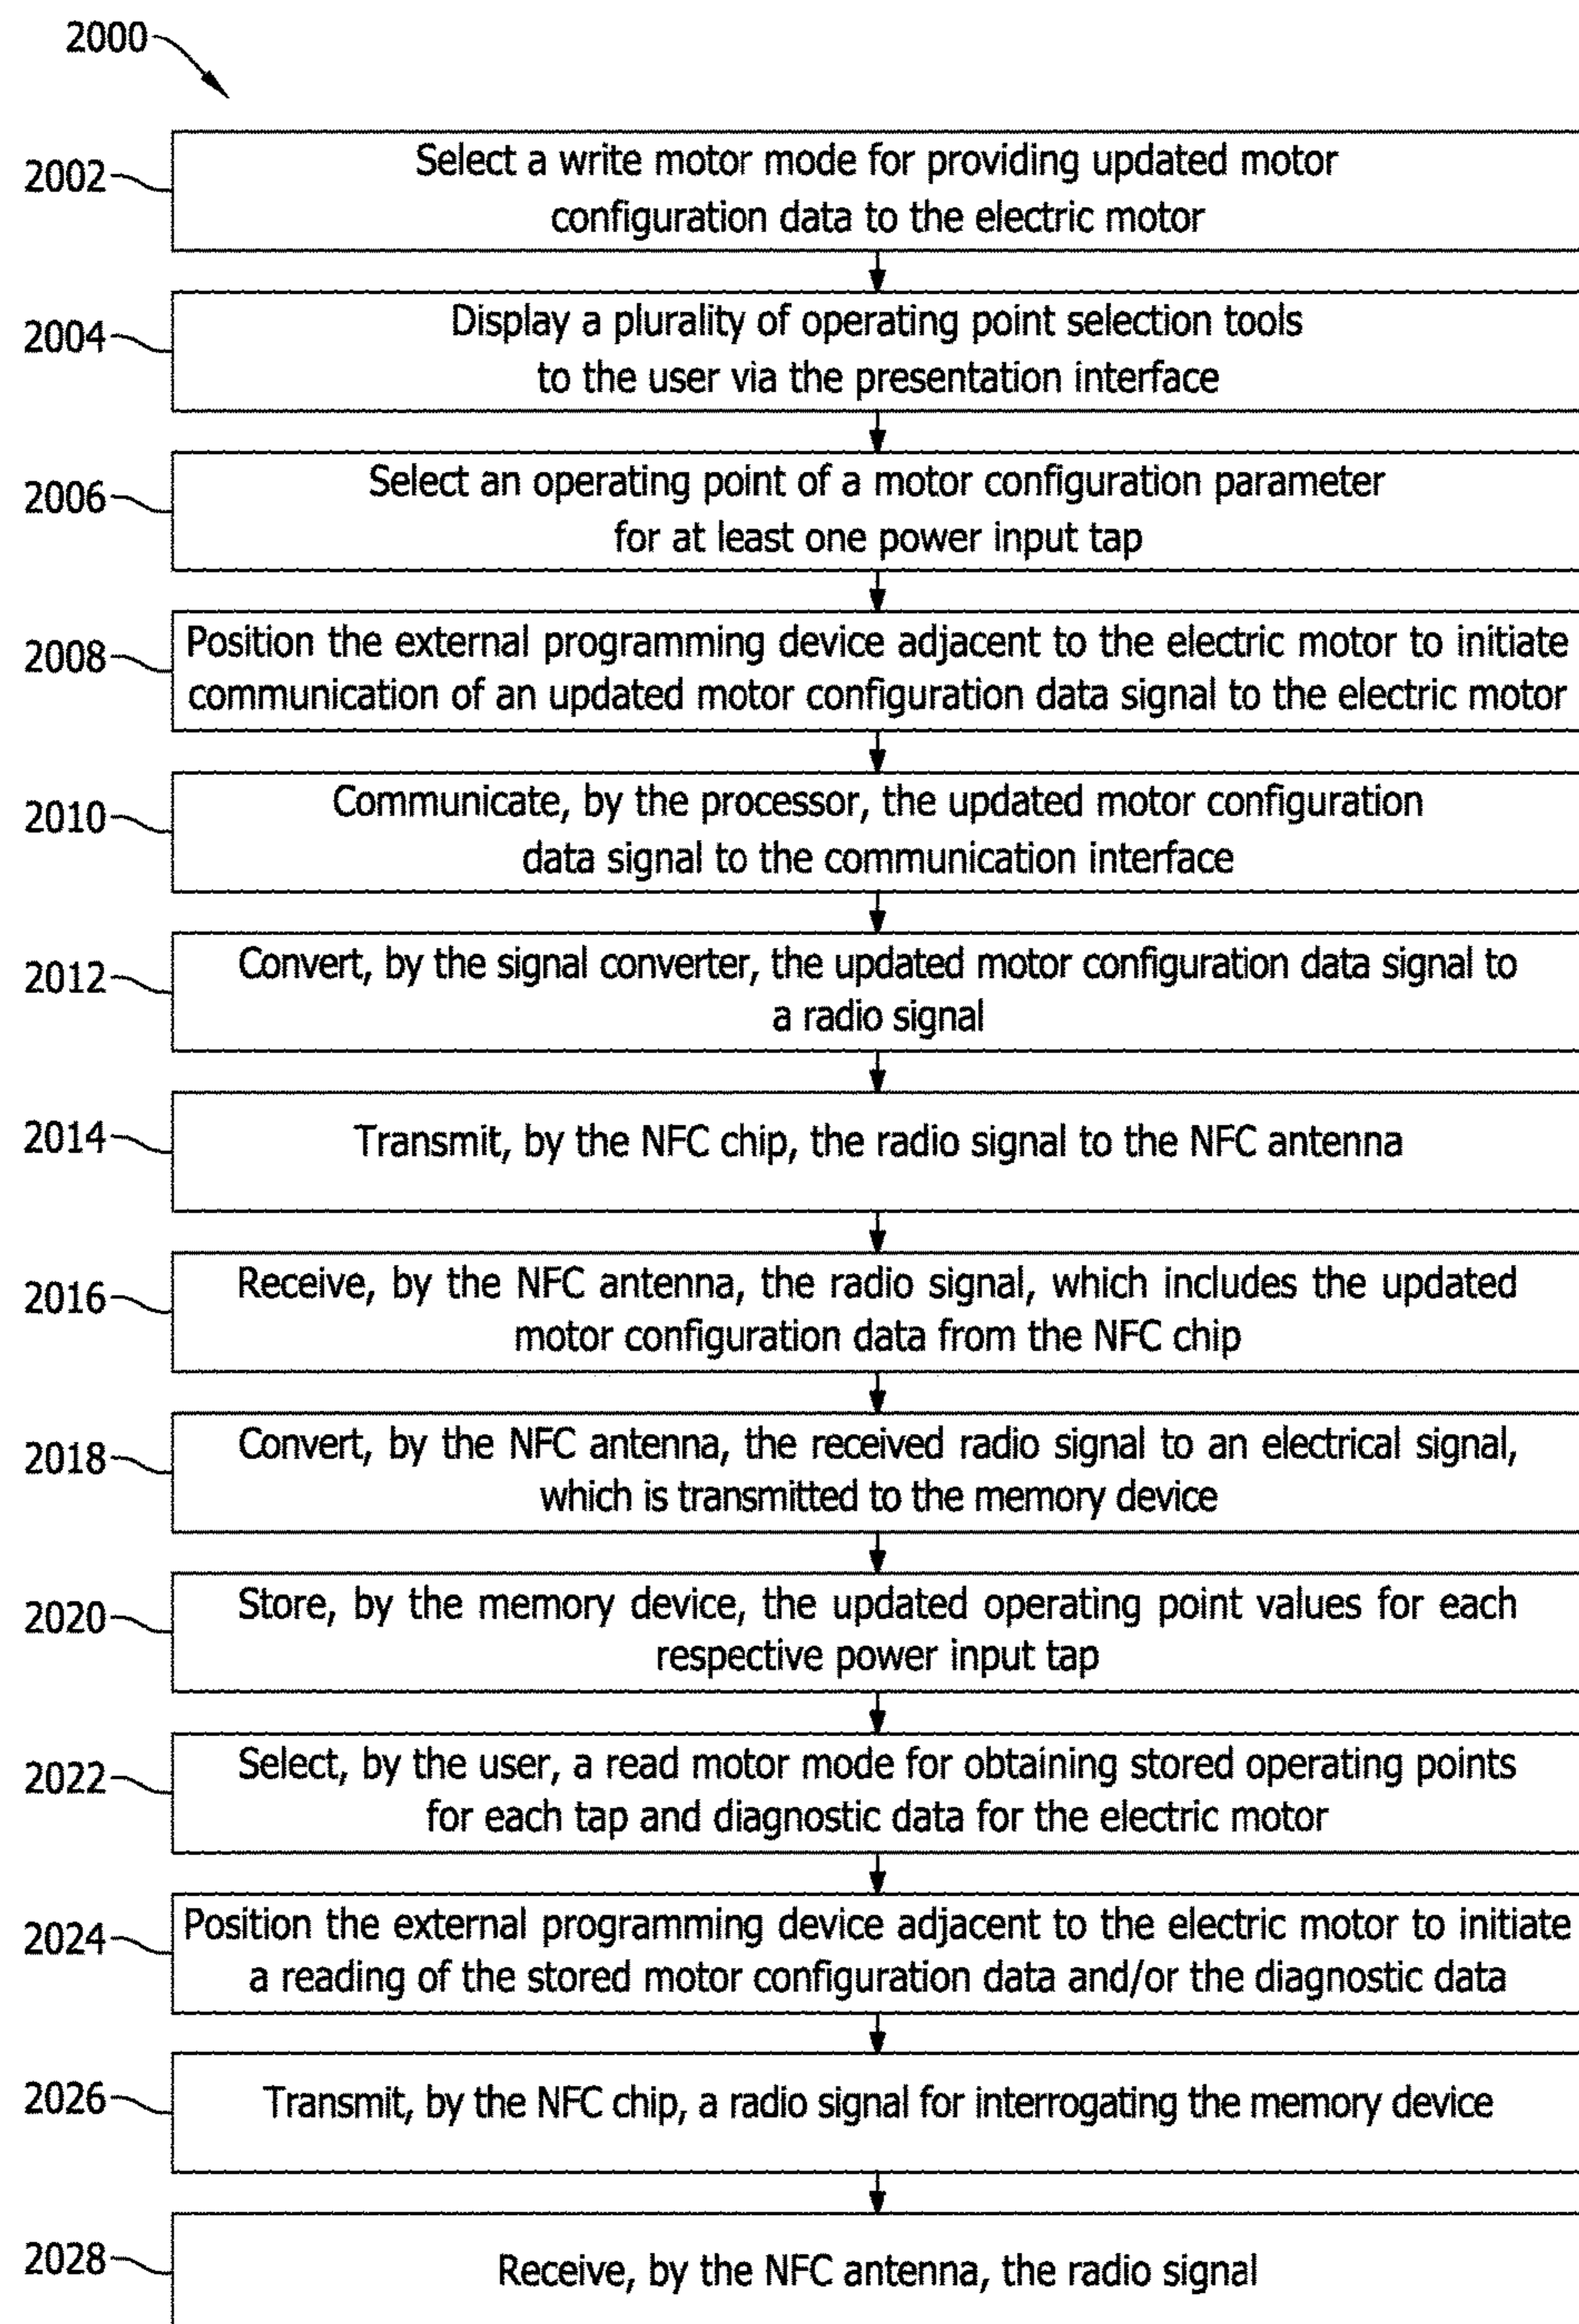 2000
2002
Select a write motor mode for providing updated motor
configuration data to the electric motor
2004
Display a plurality of operating point selection tools
to the user via the presentation interface
2006
Select an operating point of a motor configuration parameter
for at least one power input tap
2008
Position the external programming device adjacent to the electric motor to initiate
communication of an updated motor configuration data signal to the electric motor
2010
Communicate, by the processor, the updated motor configuration
data signal to the communication interface
2012
Convert, by the signal converter, the updated motor configuration data signal to
a radio signal
2014
Transmit, by the NFC chip, the radio signal to the NFC antenna
2016
Receive, by the NFC antenna, the radio signal, which includes the updated
motor configuration data from the NFC chip
2018
Convert, by the NFC antenna, the received radio signal to an electrical signal,
which is transmitted to the memory device
2020
Store, by the memory device, the updated operating point values for each
respective power input tap
2022
Select, by the user, a read motor mode for obtaining stored operating points
for each tap and diagnostic data for the electric motor
2024
Position the external programming device adjacent to the electric motor to initiate
a reading of the stored motor configuration data and/or the diagnostic data
2026
Transmit, by the NFC chip, a radio signal for interrogating the memory device
2028
Receive, by the NFC antenna, the radio signal